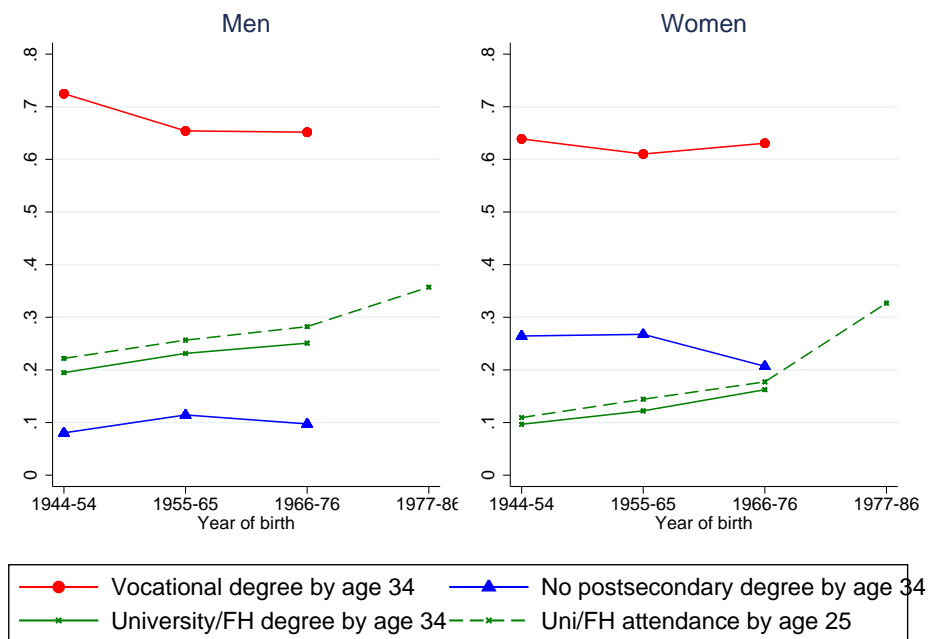 Men
Women
.8
.7
.6
.5
.4
.3
.2
.1
0
1944-54 1955-65 1966-76 1977-86
Year of birth
.8
.7
.6
.5
.4
.3
.2
.1
0
1944-54 1955-65 1966-76 1977-86
Year of birth
Vocational degree by age 34
No postsecondary degree by age 34
University/FH degree by age 34
Uni/FH attendance by age 25